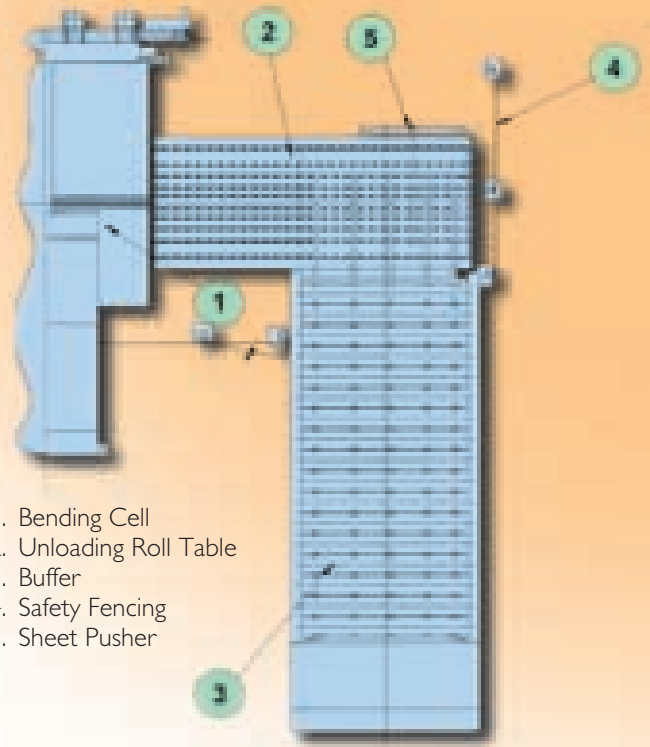 2
5
4
1
. Bending Cell
. Unloading Roll Table
. Buffer
. Safety Fencing
. Sheet Pusher
3